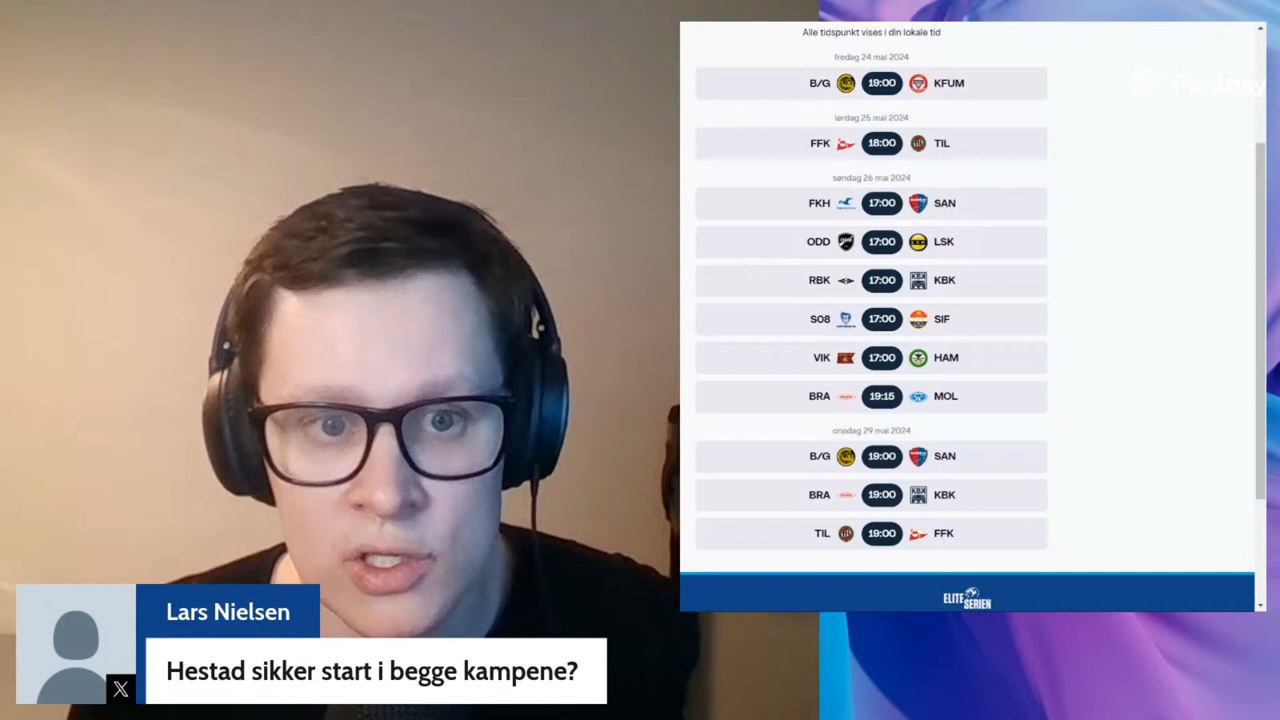 Alle tidspunkt vises i din lokale tid
fredag 24 mai 2024
B/G 19:00 KFUM
lørdag 25 mai 2024
FFK 18:00 TIL
søndag 26 mai 2024
FKH 17:00 SAN
ODD 17:00 LSK
RBK 17:00 KBK
S08 17:00 SIF
VIK 17:00 HAM
BRA 19:15 MOL
onsdag 29 mai 2024
B/G 19:00 SAN
BRA 19:00 KBK
TIL 19:00 FFK
ELITE
SERIEN
Lars Nielsen
Hestad sikker start i begge kampene?